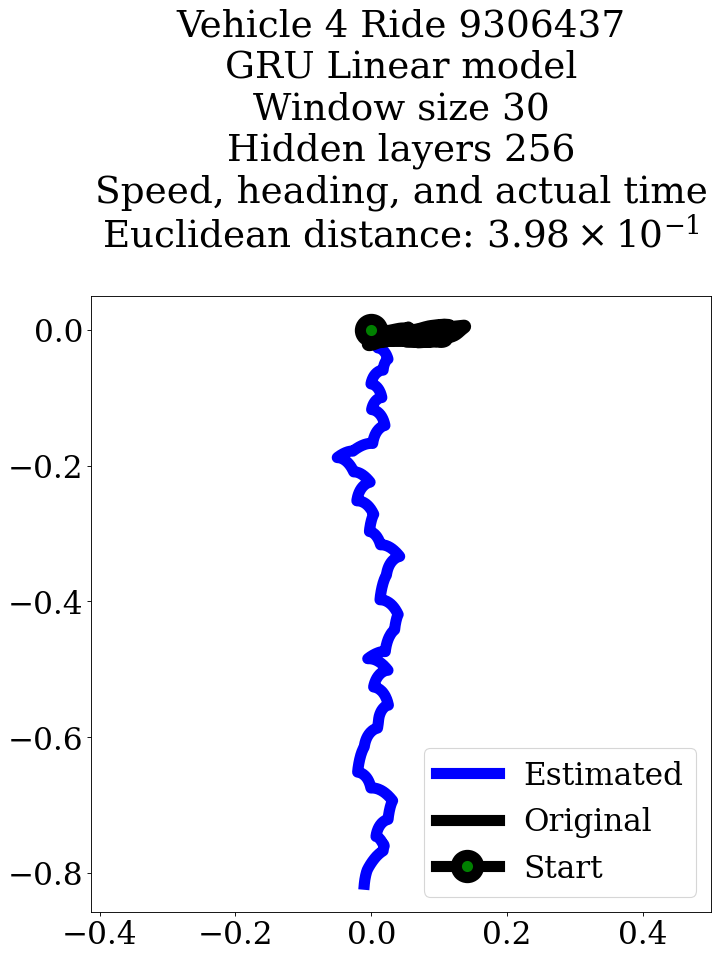 Vehicle 4 Ride 9306437
GRU Linear model
Window size 30
Hidden layers 256
Speed, heading, and actual time
Euclidean distance: 3.98 × 10⁻¹
0.0
−0.2
−0.4
−0.6
−0.8
Estimated
Original
Start
−0.4 −0.2 0.0 0.2 0.4